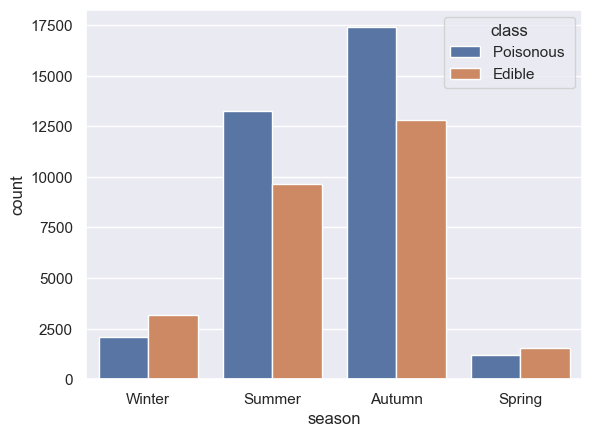 class
Poisonous
Edible
count
17500
15000
12500
10000
7500
5000
2500
0
Winter
Summer
Autumn
Spring
season